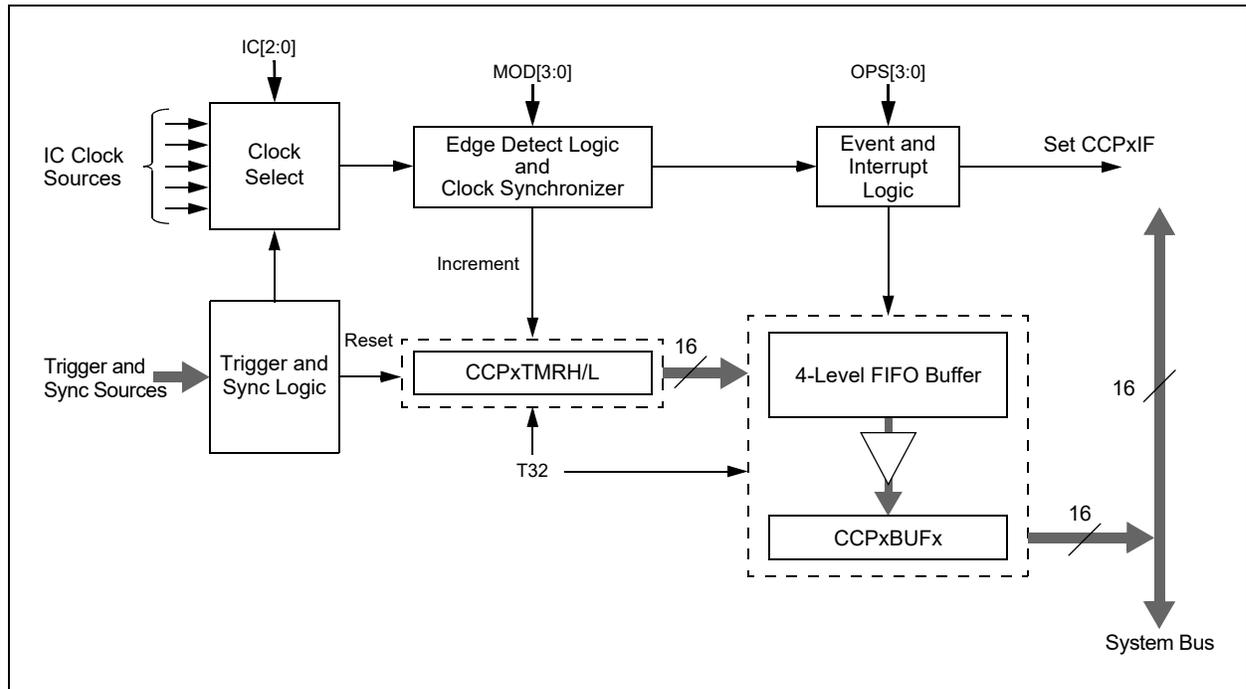 IC[2:0]
MOD[3:0]
OPS[3:0]
IC Clock
Sources
Clock
Select
Edge Detect Logic
and
Clock Synchronizer
Event and
Interrupt
Logic
Set CCPxIF
Increment
Trigger and
Sync Sources
Trigger and
Sync Logic
Reset
CCPxTMRH/L
16
4-Level FIFO Buffer
16
T32
CCPxBUFx
16
System Bus